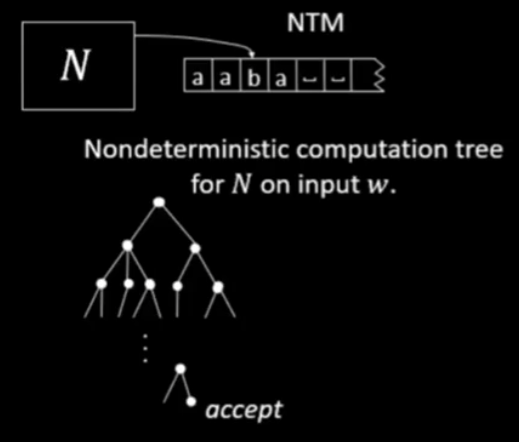 NTM
N
a a b a ˽ ˽
Nondeterministic computation tree
for N on input w.
⋮
accept